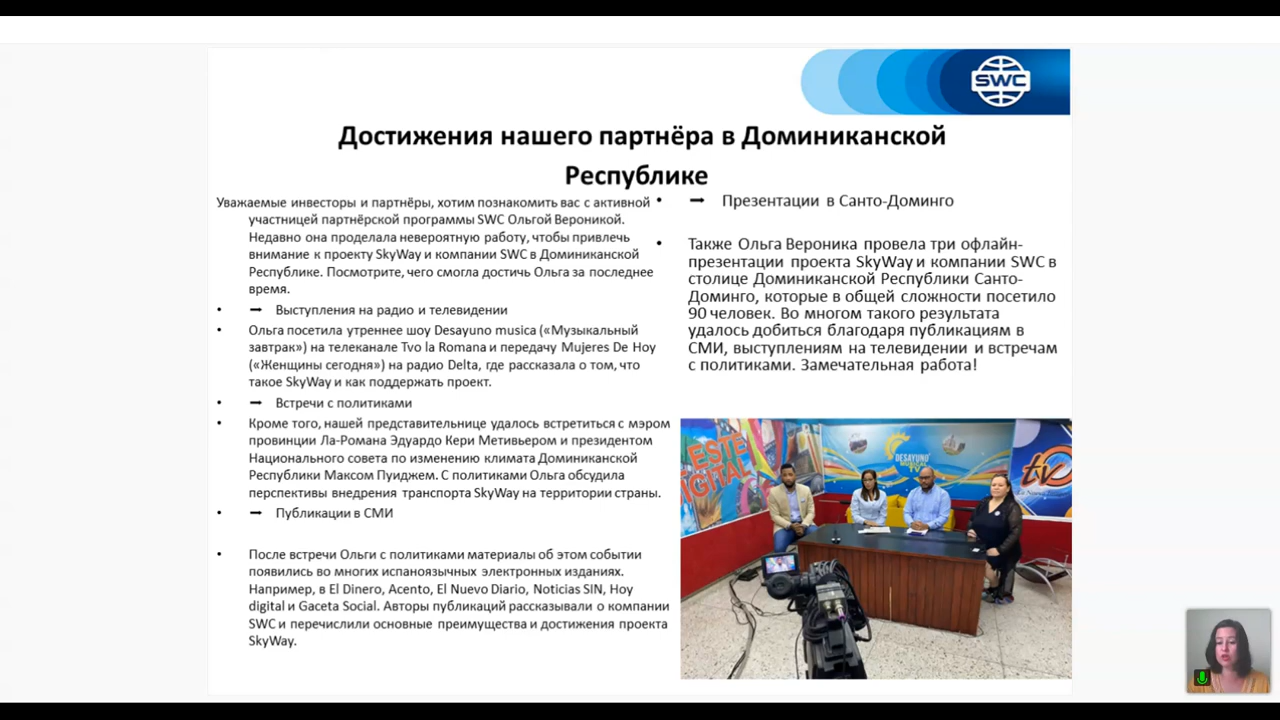 SWC
Достижения нашего партнёра в Доминиканской
Республике
Уважаемые инвесторы и партнёры, хотим познакомить вас с активной
участницей партнёрской программы SWC Ольгой Вероникой.
Недавно она проделала невероятную работу, чтобы привлечь
внимание к проекту SkyWay и компании SWC в Доминиканской
Республике. Посмотрите, чего смогла достичь Ольга за последнее
время.
• ➞ Выступления на радио и телевидении
• Ольга посетила утреннее шоу Desayuno musica («Музыкальный
завтрак») на телеканале Tvo la Romana и передачу Mujeres De Hoy
(«Женщины сегодня») на радио Delta, где рассказала о том, что
такое SkyWay и как поддержать проект.
• ➞ Встречи с политиками
• Кроме того, нашей представительнице удалось встретиться с мэром
провинции Ла-Романа Эдуардо Кери Метивьером и президентом
Национального совета по изменению климата Доминиканской
Республики Максом Пуиджем. С политиками Ольга обсудила
перспективы внедрения транспорта SkyWay на территории страны.
• ➞ Публикации в СМИ
• После встречи Ольги с политиками материалы об этом событии
появились во многих испаноязычных электронных изданиях.
Например, в El Dinero, Acento, El Nuevo Diario, Noticias SIN, Hoy
digital и Gaceta Social. Авторы публикаций рассказывали о компании
SWC и перечислили основные преимущества и достижения проекта
SkyWay.
• ➞ Презентации в Санто-Доминго
• Также Ольга Вероника провела три офлайн-
презентации проекта SkyWay и компании SWC в
столице Доминиканской Республики Санто-
Доминго, которые в общей сложности посетило
90 человек. Во многом такого результата
удалось добиться благодаря публикациям в
СМИ, выступлениям на телевидении и встречам
с политиками. Замечательная работа!
ESTE
DIGITAL
DESAYUNO
MUSICAL
TV
tvo